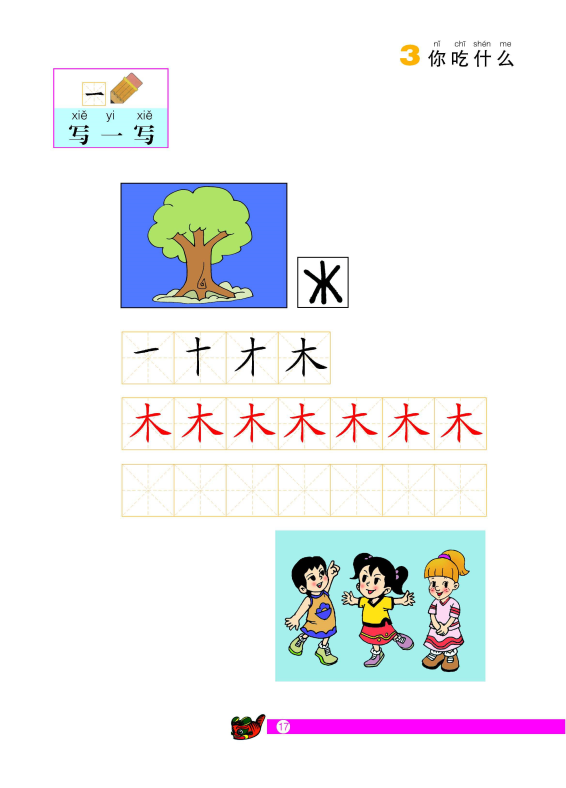 3 nǐ chī shén me
你吃什么
一
xiě yi xiě
写一写
一 十 才 木
木 木 木 木 木 木 木
17